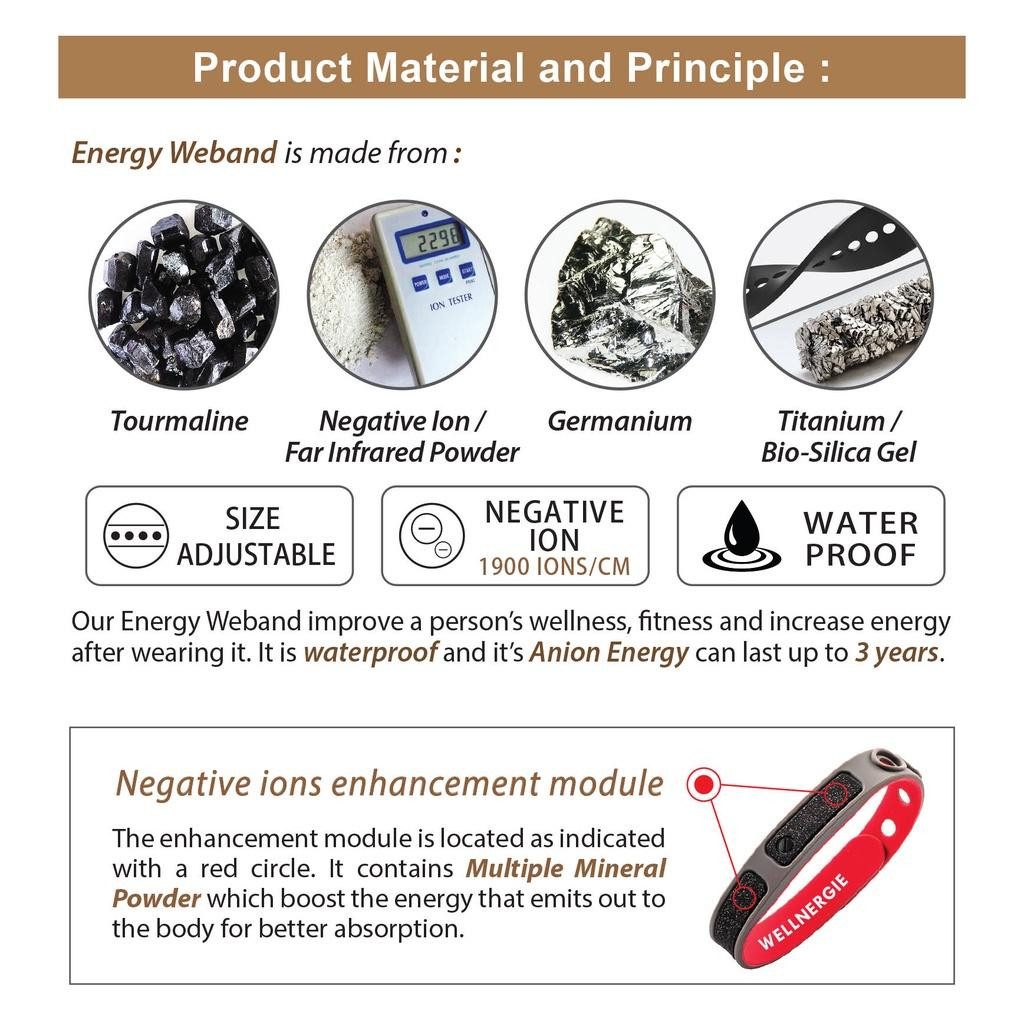 Product Material and Principle :
Energy Weband is made from :
2296
POWER MODE START
ION TESTER
Tourmaline
Negative Ion /
Far Infrared Powder
Germanium
Titanium /
Bio-Silica Gel
SIZE
ADJUSTABLE
NEGATIVE
ION
1900 IONS/CM
WATER
PROOF
Our Energy Weband improve a person's wellness, fitness and increase energy
after wearing it. It is waterproof and it's Anion Energy can last up to 3 years.
Negative ions enhancement module
The enhancement module is located as indicated
with a red circle. It contains Multiple Mineral
Powder which boost the energy that emits out to
the body for better absorption.
WELLNERGIE